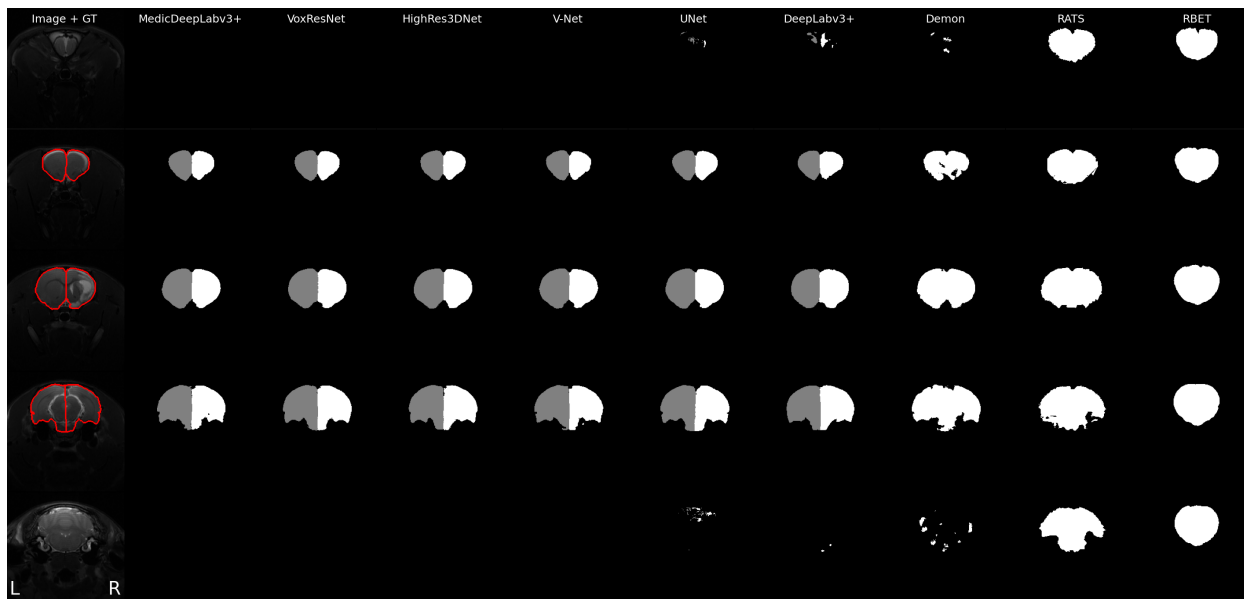 Image + GT MedicDeepLabv3+ VoxResNet HighRes3DNet V-Net UNet DeepLabv3+ Demon RATS RBET
L R